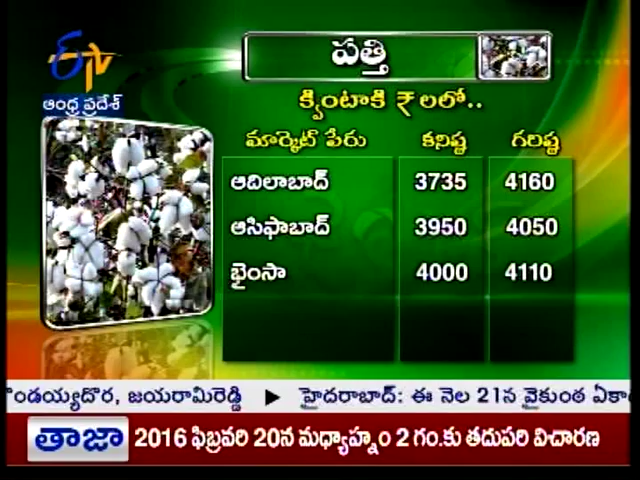 ETV
ఆంధ్ర ప్రదేశ్
పత్తి
క్వింటాకి ₹ లలో..
మార్కెట్ పేరు కనిష్ఠ గరిష్ఠ
ఆదిలాబాద్ 3735 4160
ఆసిఫాబాద్ 3950 4050
భైంసా 4000 4110
ొండయ్యదొర, జయరామిరెడ్డి ▶ హైదరాబాద్: ఈ నెల 21న వైకుంఠ ఏకా
తాజా 2016 ఫిబ్రవరి 20న మధ్యాహ్నం 2 గం.కు తదుపరి విచారణ